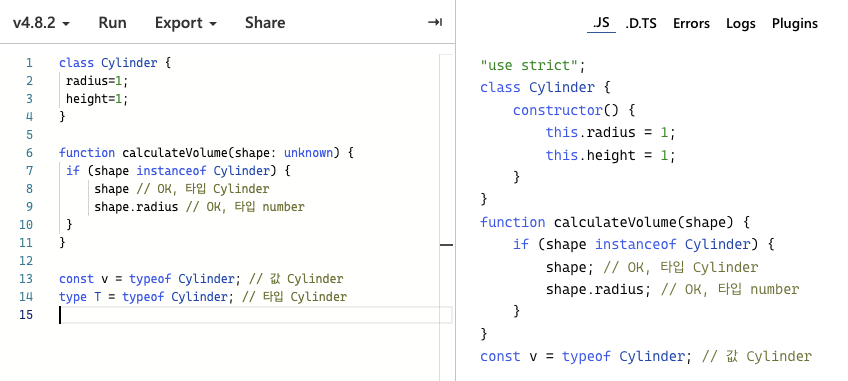 v4.8.2 Run Export Share
.JS .D.TS Errors Logs Plugins
1 class Cylinder {
2 radius=1;
3 height=1;
4 }
5
6 function calculateVolume(shape: unknown) {
7 if (shape instanceof Cylinder) {
8 shape // OK, 타입 Cylinder
9 shape.radius // OK, 타입 number
10 }
11 }
12
13 const v = typeof Cylinder; // 값 Cylinder
14 type T = typeof Cylinder; // 타입 Cylinder
15
"use strict";
class Cylinder {
constructor() {
this.radius = 1;
this.height = 1;
}
}
function calculateVolume(shape) {
if (shape instanceof Cylinder) {
shape; // OK, 타입 Cylinder
shape.radius; // OK, 타입 number
}
}
const v = typeof Cylinder; // 값 Cylinder